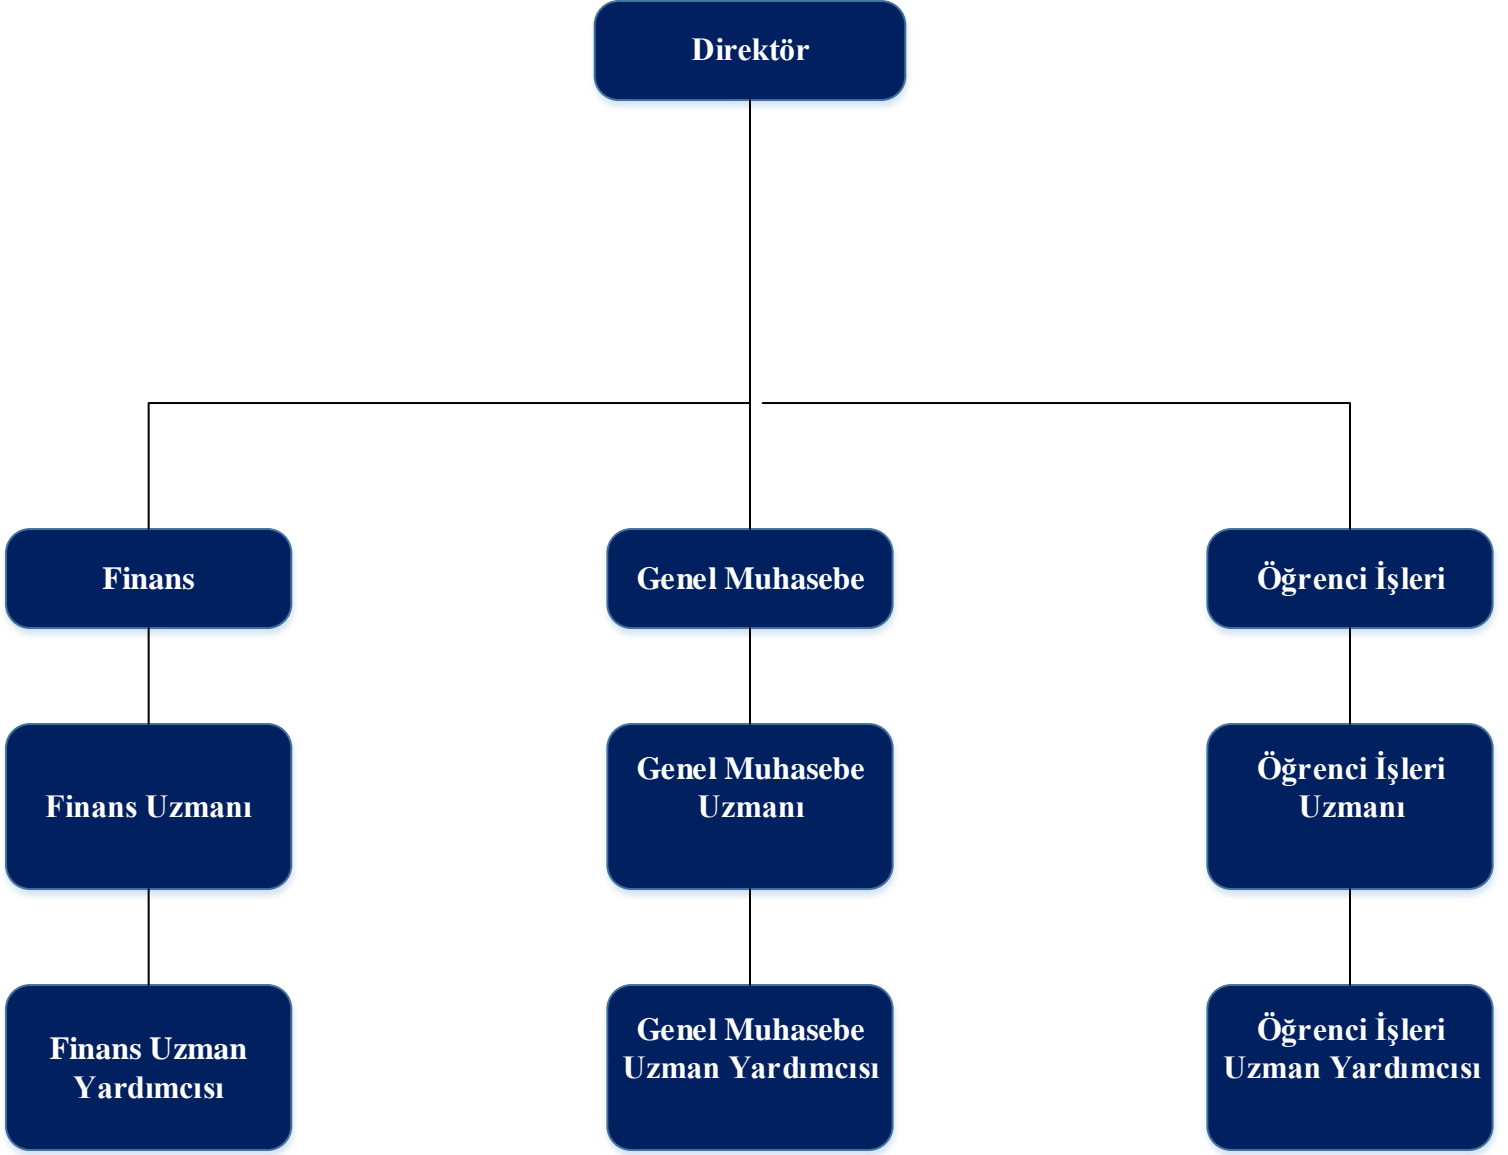 Direktör
Finans
Genel Muhasebe
Öğrenci İşleri
Finans Uzmanı
Genel Muhasebe
Uzmanı
Öğrenci İşleri
Uzmanı
Finans Uzman
Yardımcısı
Genel Muhasebe
Uzman Yardımcısı
Öğrenci İşleri
Uzman Yardımcısı